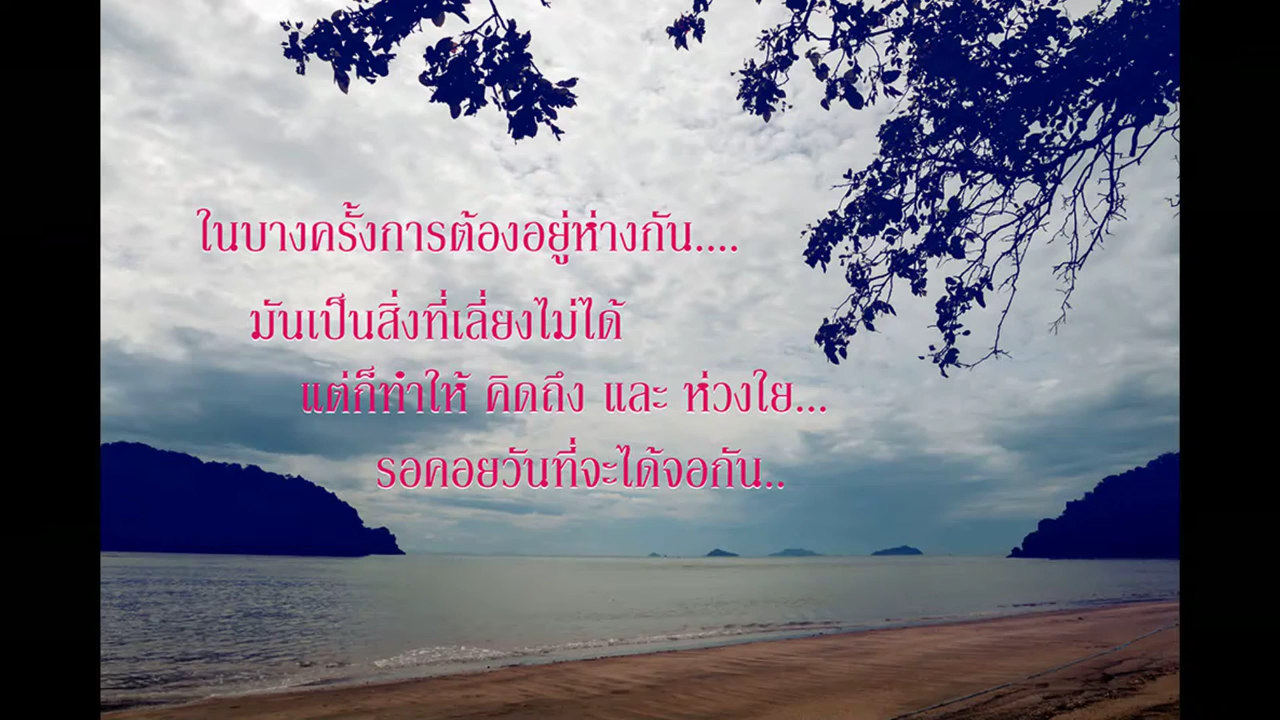 ในบางครั้งการต้องอยู่ห่างกัน....
มันเป็นสิ่งที่เลี่ยงไม่ได้
แต่ก็ทำให้ คิดถึง และ ห่วงใย...
รอคอยวันที่จะได้จอกัน..